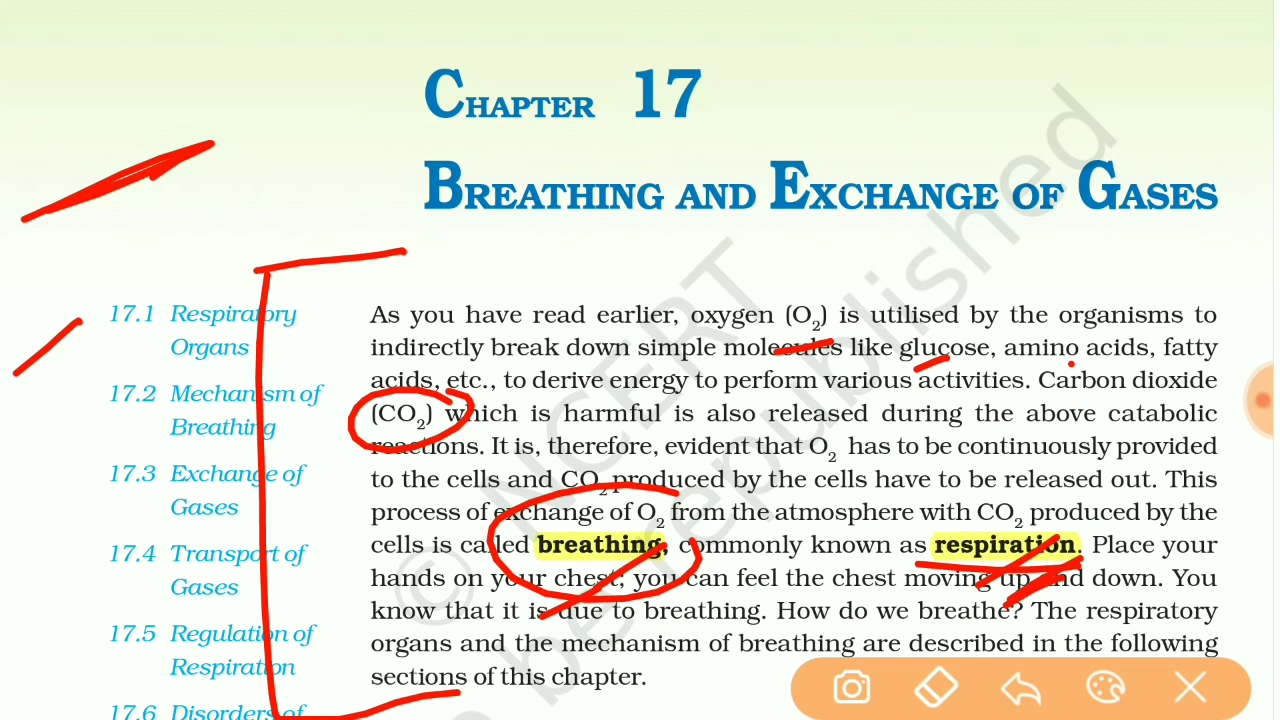 CHAPTER 17
BREATHING AND EXCHANGE OF GASES
17.1 Respiratory
Organs
17.2 Mechanism of
Breathing
17.3 Exchange of
Gases
17.4 Transport of
Gases
17.5 Regulation of
Respiration
17.6 Disorders of
As you have read earlier, oxygen (O2) is utilised by the organisms to
indirectly break down simple molecules like glucose, amino acids, fatty
acids, etc., to derive energy to perform various activities. Carbon dioxide
(CO2) which is harmful is also released during the above catabolic
reactions. It is, therefore, evident that O2 has to be continuously provided
to the cells and CO2 produced by the cells have to be released out. This
process of exchange of O2 from the atmosphere with CO2 produced by the
cells is called breathing, commonly known as respiration. Place your
hands on your chest; you can feel the chest moving up and down. You
know that it is due to breathing. How do we breathe? The respiratory
organs and the mechanism of breathing are described in the following
sections of this chapter.
© NCERT
be republished